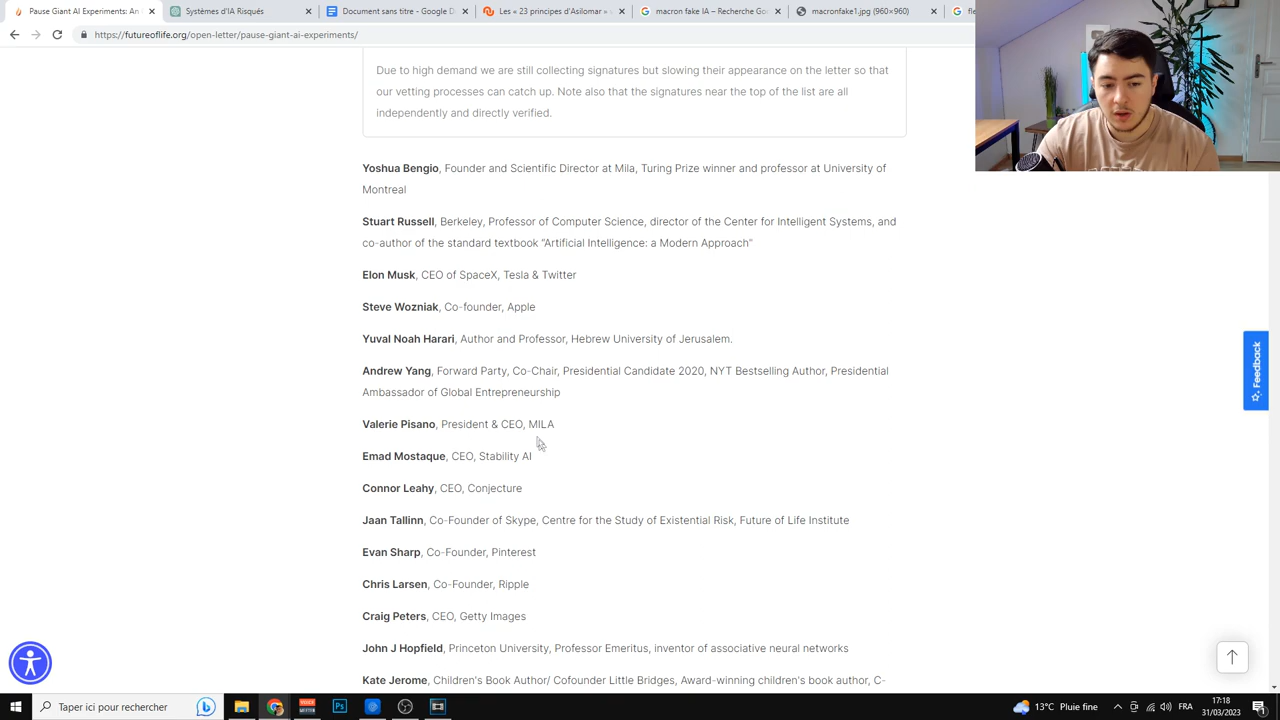 Pause Giant AI Experiments: An
Systèmes d'IA Risqués
Document sans titre - Google D
Les « 23 principes d'Asilomar »
macron fake IA – Recherche Go
macronfake1.jpg (960×960)
https://futureoflife.org/open-letter/pause-giant-ai-experiments/
Due to high demand we are still collecting signatures but slowing their appearance on the letter so that
our vetting processes can catch up. Note also that the signatures near the top of the list are all
independently and directly verified.
Yoshua Bengio, Founder and Scientific Director at Mila, Turing Prize winner and professor at University of
Montreal
Stuart Russell, Berkeley, Professor of Computer Science, director of the Center for Intelligent Systems, and
co-author of the standard textbook “Artificial Intelligence: a Modern Approach"
Elon Musk, CEO of SpaceX, Tesla & Twitter
Steve Wozniak, Co-founder, Apple
Yuval Noah Harari, Author and Professor, Hebrew University of Jerusalem.
Andrew Yang, Forward Party, Co-Chair, Presidential Candidate 2020, NYT Bestselling Author, Presidential
Ambassador of Global Entrepreneurship
Valerie Pisano, President & CEO, MILA
Emad Mostaque, CEO, Stability AI
Connor Leahy, CEO, Conjecture
Jaan Tallinn, Co-Founder of Skype, Centre for the Study of Existential Risk, Future of Life Institute
Evan Sharp, Co-Founder, Pinterest
Chris Larsen, Co-Founder, Ripple
Craig Peters, CEO, Getty Images
John J Hopfield, Princeton University, Professor Emeritus, inventor of associative neural networks
Kate Jerome, Children's Book Author/ Cofounder Little Bridges, Award-winning children's book author, C-
Feedback
Taper ici pour rechercher
Ps
13°C Pluie fine
FRA
17:18
31/03/2023